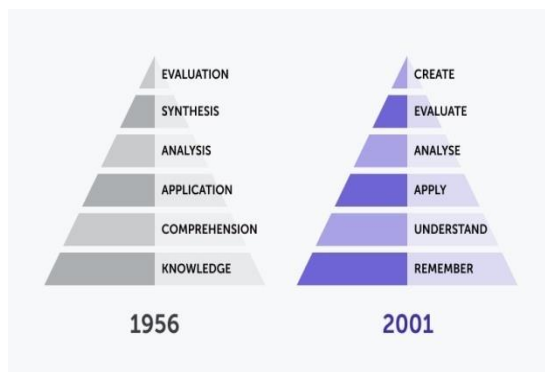 EVALUATION
SYNTHESIS
ANALYSIS
APPLICATION
COMPREHENSION
KNOWLEDGE
1956
CREATE
EVALUATE
ANALYSE
APPLY
UNDERSTAND
REMEMBER
2001